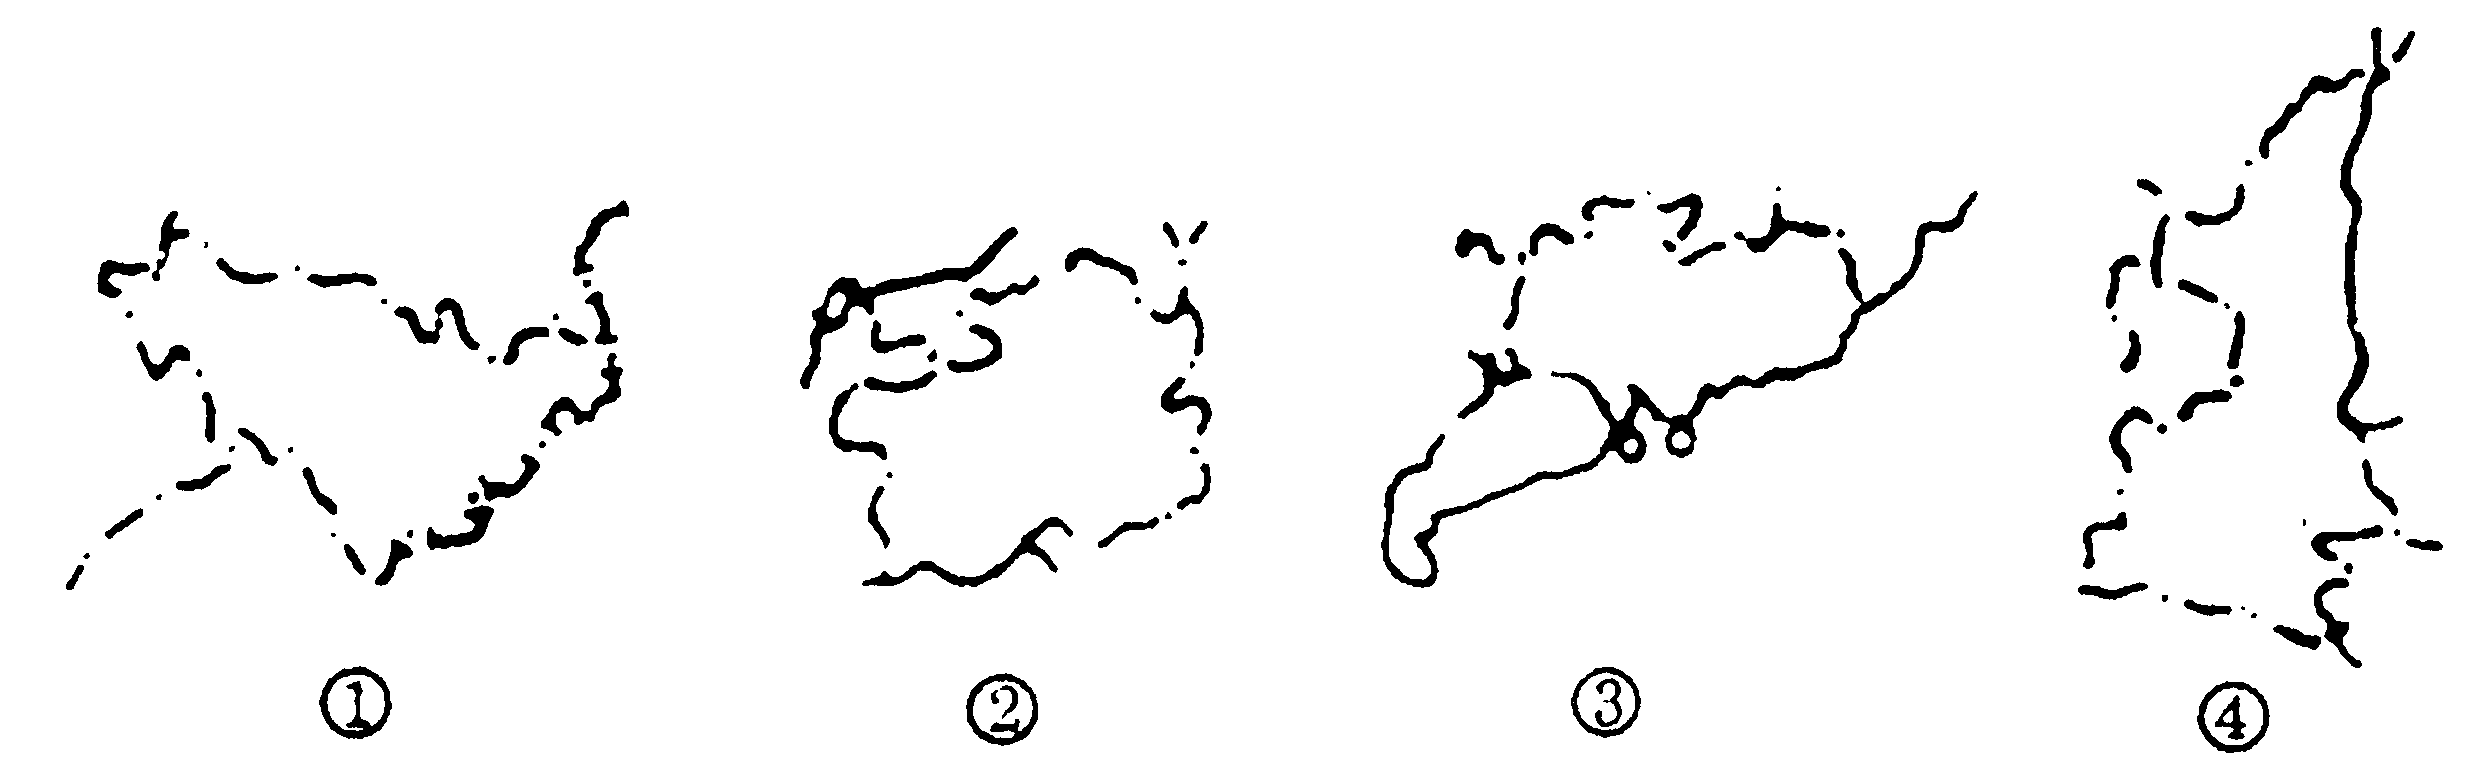 ① ② ③ ④